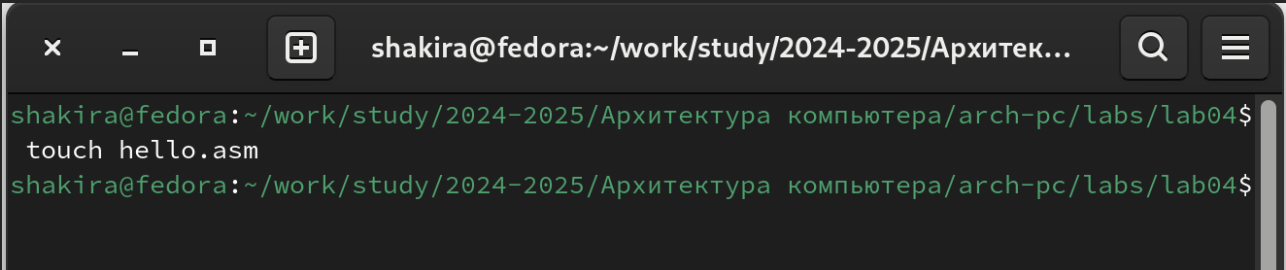 shakira@fedora:~/work/study/2024-2025/Архитек...
shakira@fedora:~/work/study/2024-2025/Архитектура компьютера/arch-pc/labs/lab04$
touch hello.asm
shakira@fedora:~/work/study/2024-2025/Архитектура компьютера/arch-pc/labs/lab04$